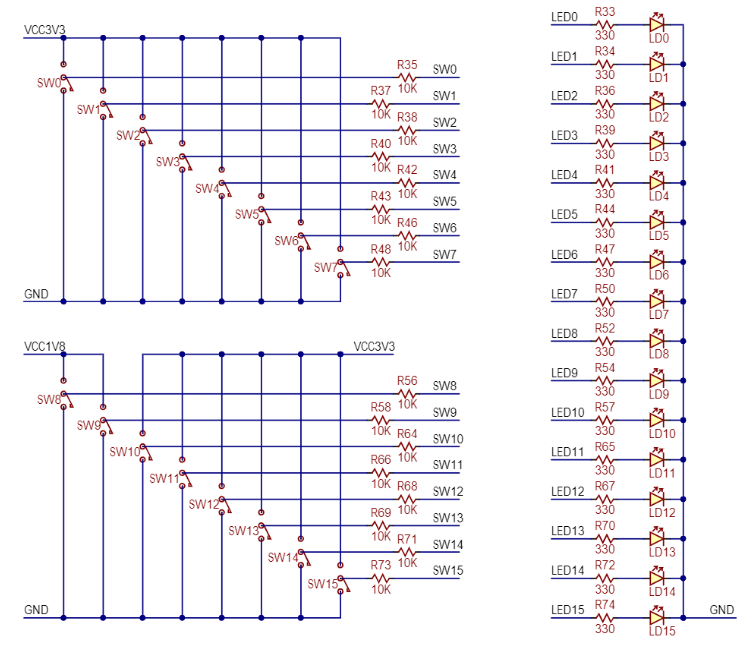 VCC3V3
R35
SW0
SW0
10K
R37
SW1
SW1
10K
R38
SW2
SW2
10K
R40
SW3
SW3
10K
R42
SW4
SW4
10K
R43
SW5
SW5
10K
R46
SW6
SW6
10K
R48
SW7
SW7
10K
GND
VCC1V8
VCC3V3
R56
SW8
SW8
10K
R58
SW9
SW9
10K
R64
SW10
SW10
10K
R66
SW11
SW11
10K
R68
SW12
SW12
10K
R69
SW13
SW13
10K
R71
SW14
SW14
10K
R73
SW15
SW15
10K
GND
LED0
R33
330
LD0
LED1
R34
330
LD1
LED2
R36
330
LD2
LED3
R39
330
LD3
LED4
R41
330
LD4
LED5
R44
330
LD5
LED6
R47
330
LD6
LED7
R50
330
LD7
LED8
R52
330
LD8
LED9
R54
330
LD9
LED10
R57
330
LD10
LED11
R65
330
LD11
LED12
R67
330
LD12
LED13
R70
330
LD13
LED14
R72
330
LD14
LED15
R74
330
LD15
GND